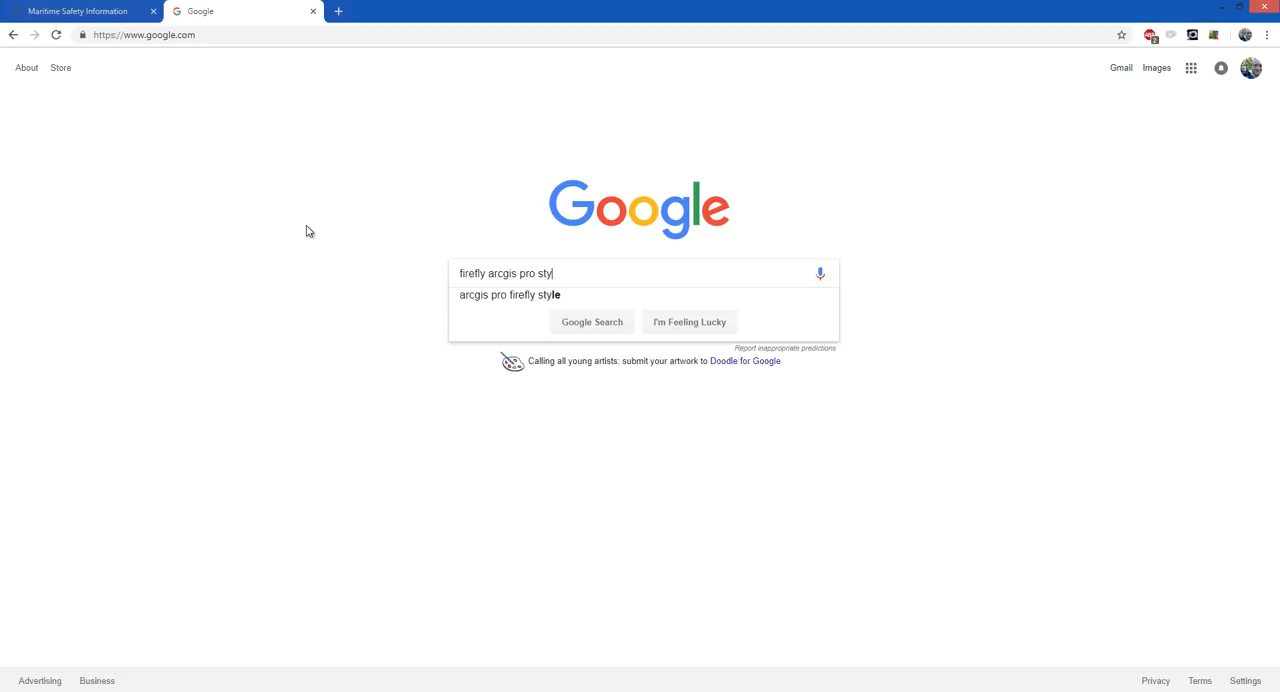 Maritime Safety Information
Google
https://www.google.com
2
About
Store
Gmail
Images
Google
firefly arcgis pro sty
arcgis pro firefly style
Google Search
I'm Feeling Lucky
Report inappropriate predictions
Calling all young artists: submit your artwork to Doodle for Google
Advertising
Business
Privacy
Terms
Settings